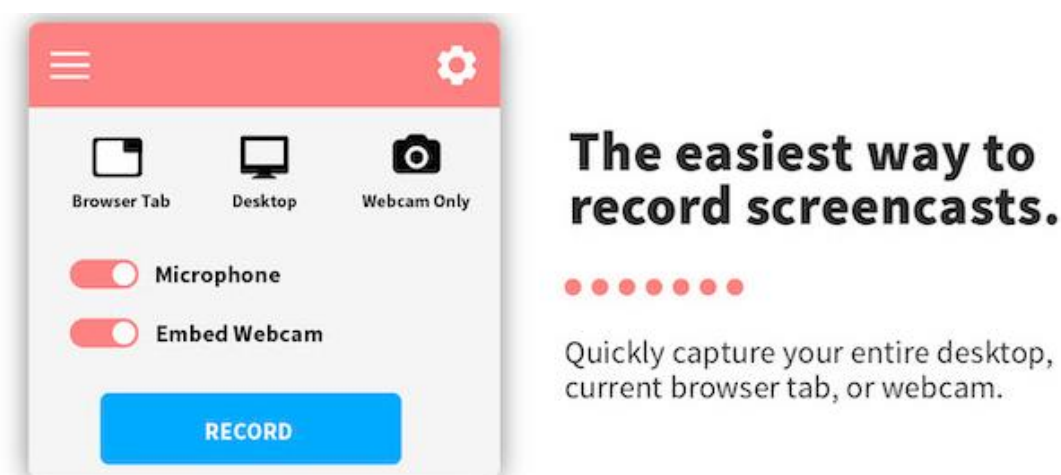 Browser Tab
Desktop
Webcam Only
Microphone
Embed Webcam
RECORD
The easiest way to
record screencasts.
Quickly capture your entire desktop,
current browser tab, or webcam.